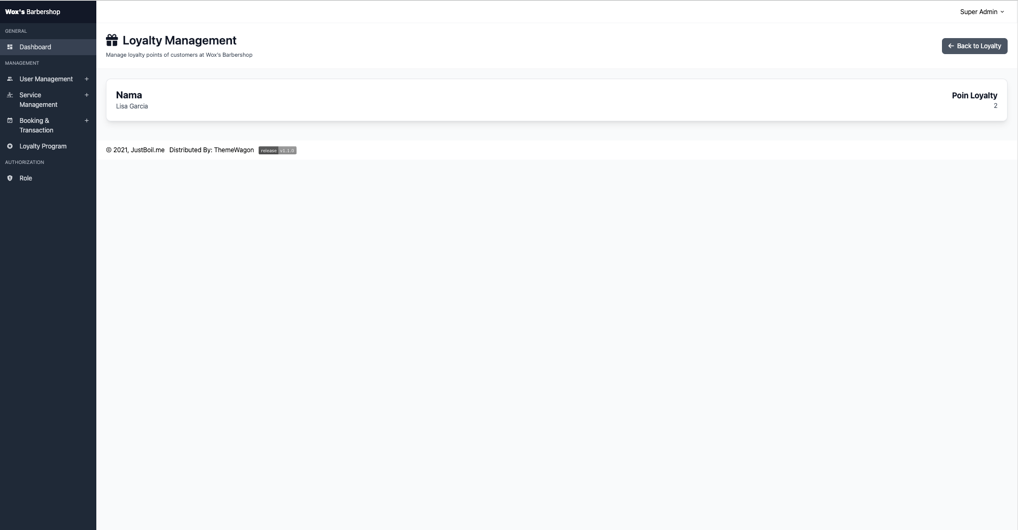 Wox's Barbershop
Super Admin
GENERAL
Dashboard
MANAGEMENT
User Management +
Service
Management +
Booking &
Transaction +
Loyalty Program
AUTHORIZATION
Role
Loyalty Management
Manage loyalty points of customers at Wox's Barbershop
← Back to Loyalty
Nama
Lisa Garcia
Poin Loyalty
2
© 2021, JustBoil.me Distributed By: ThemeWagon release